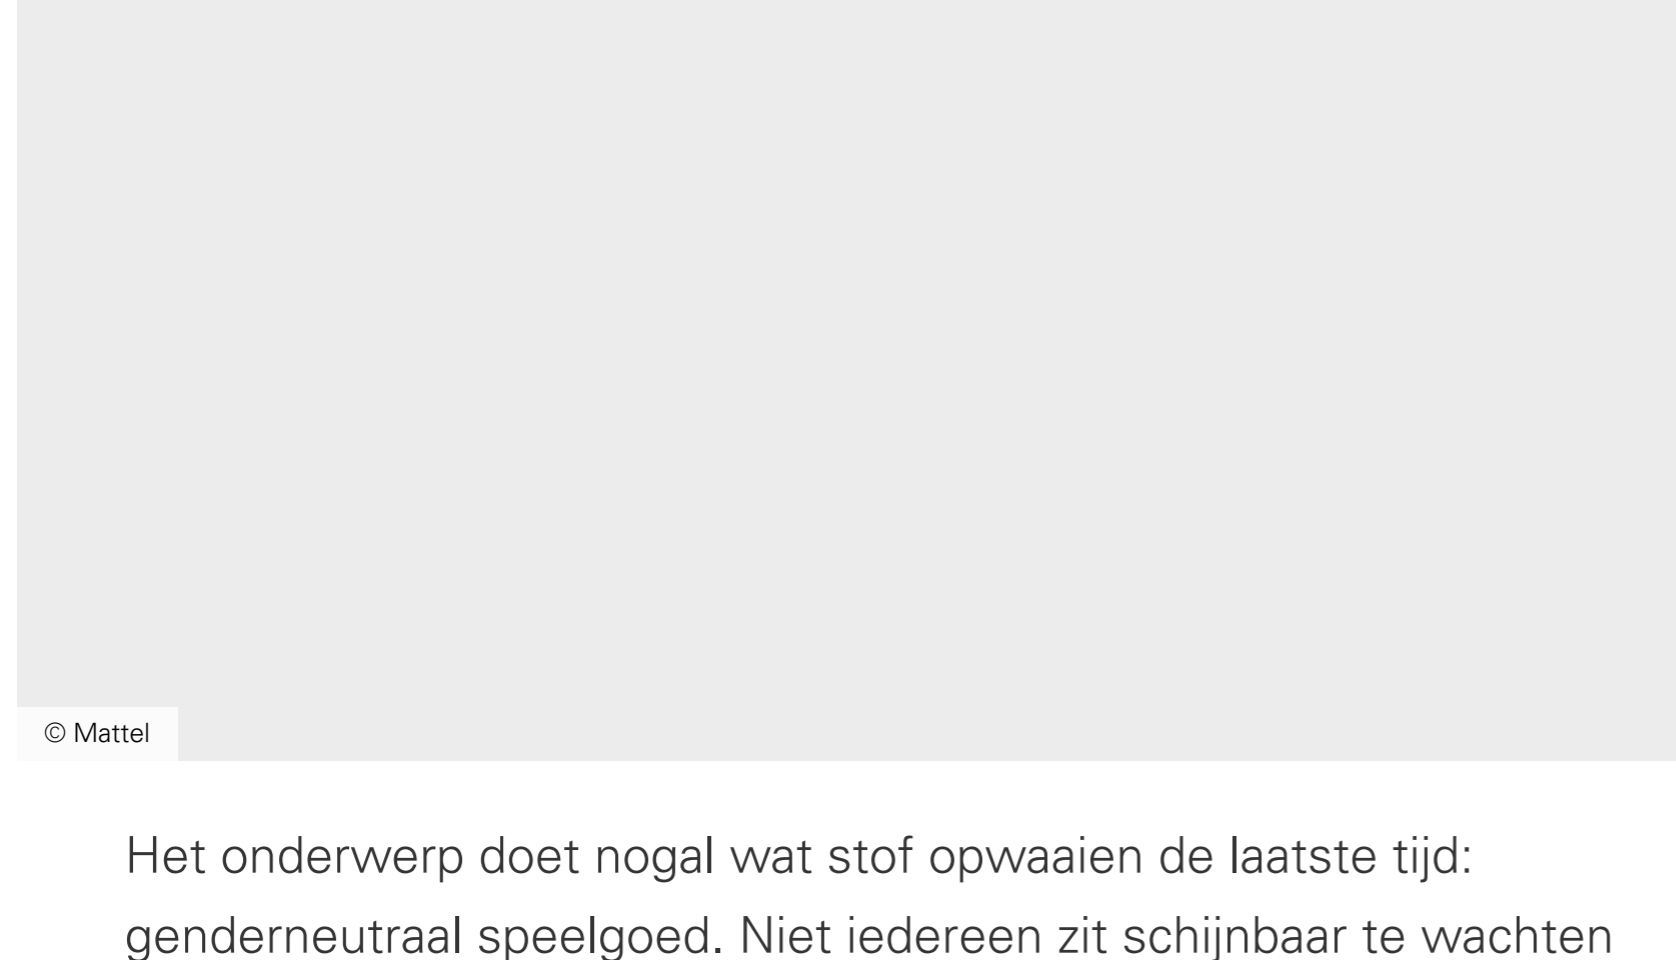 © Mattel
Het onderwerp doet nogal wat stof opwaaien de laatste tijd:
genderneutraal speelgoed. Niet iedereen zit schijnbaar te wachten